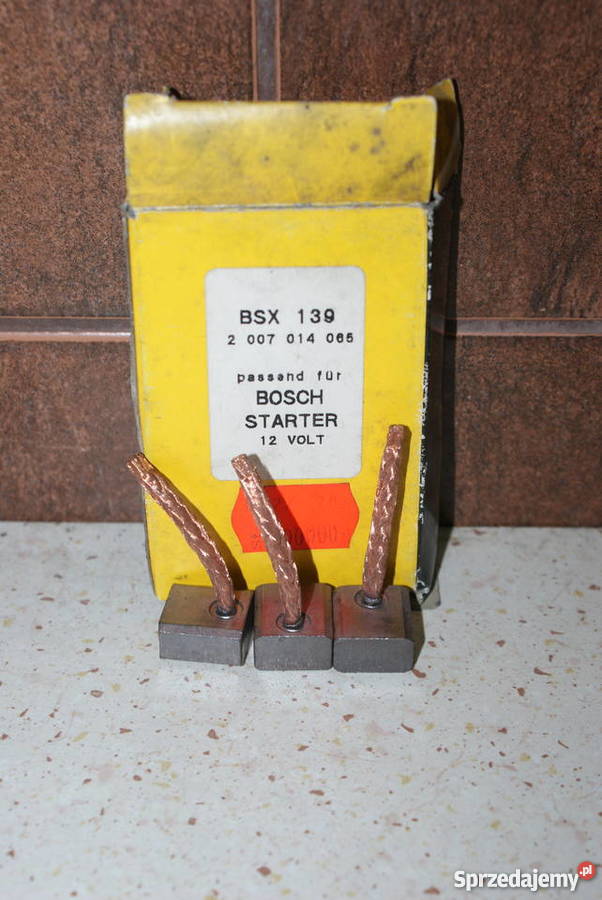 BSX 139
2 007 014 065
passend für
BOSCH
STARTER
12 VOLT
Sprzedajemy.pl